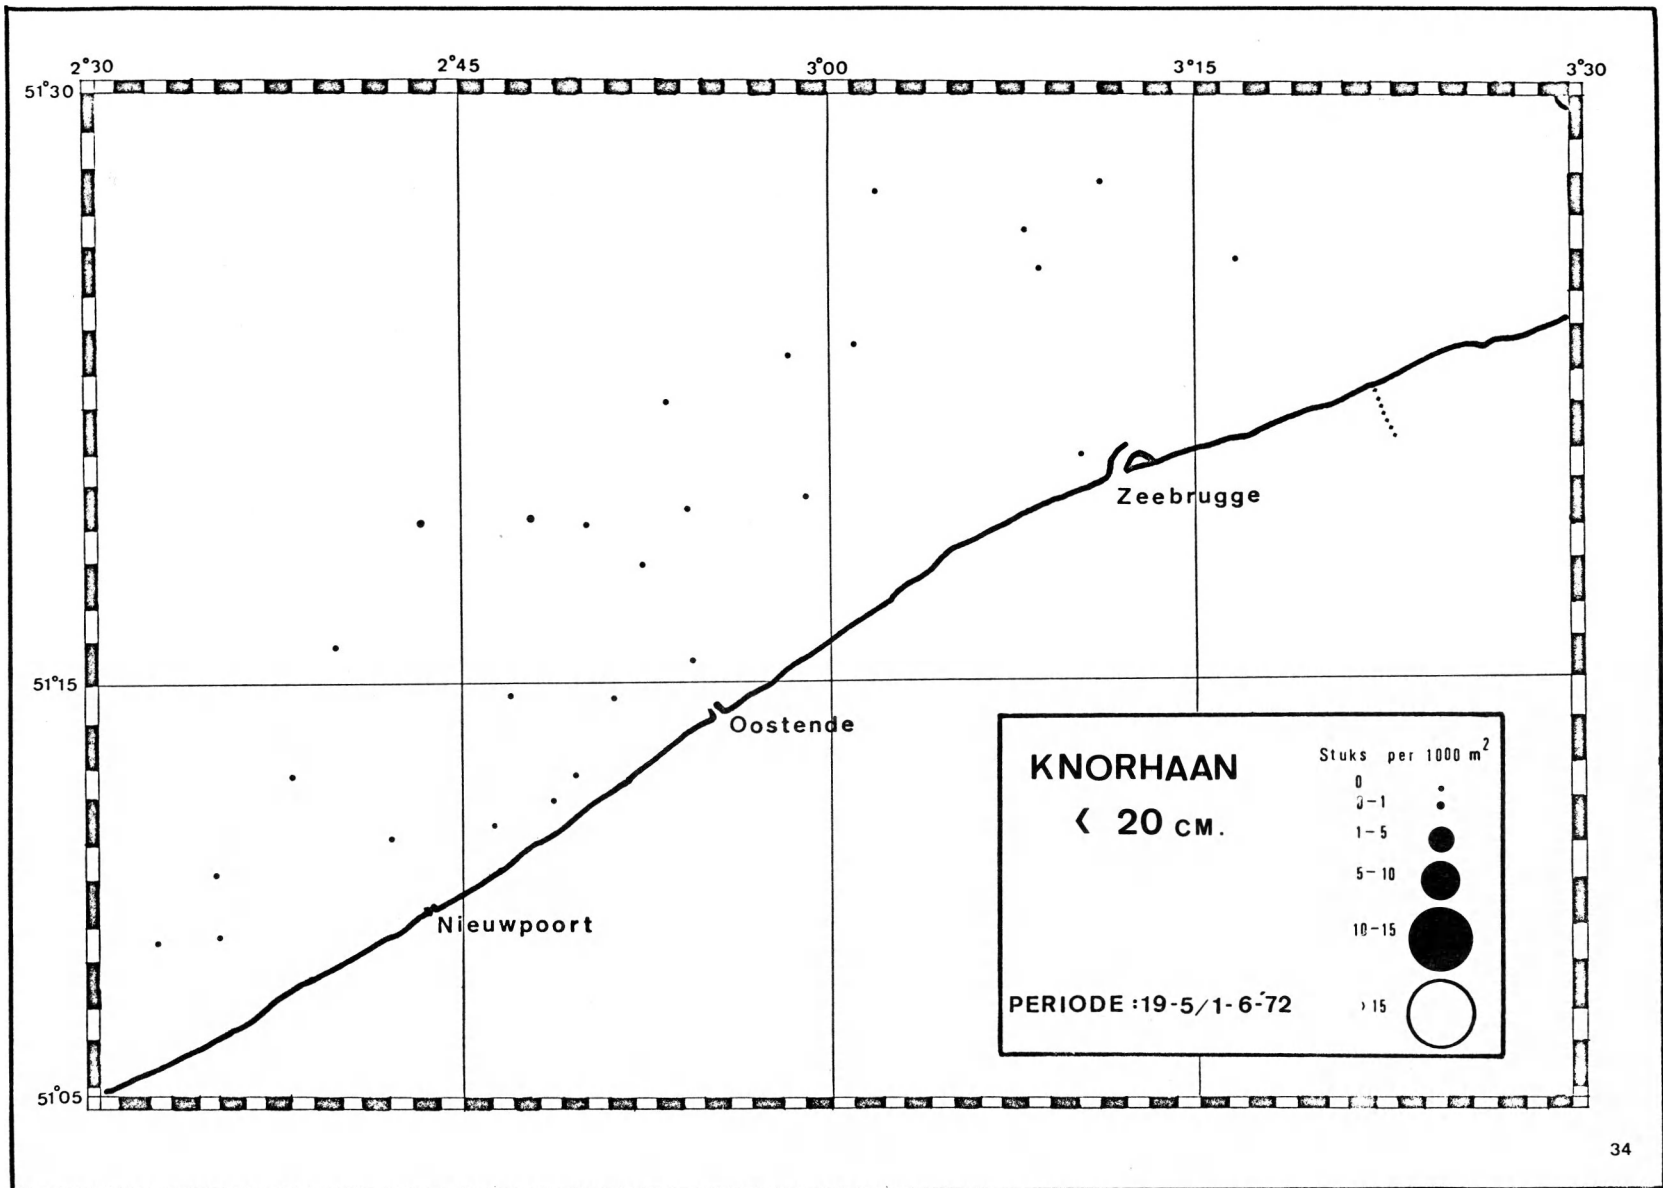 2°30 2°45 3°00 3°15 3°30
51°30
Zeebrugge
51°15
Oostende
KNORHAAN
< 20 CM.
Stuks per 1000 m²
0
0-1
1-5
5-10
10-15
>15
Nieuwpoort
PERIODE :19-5/1-6-'72
51°05
34